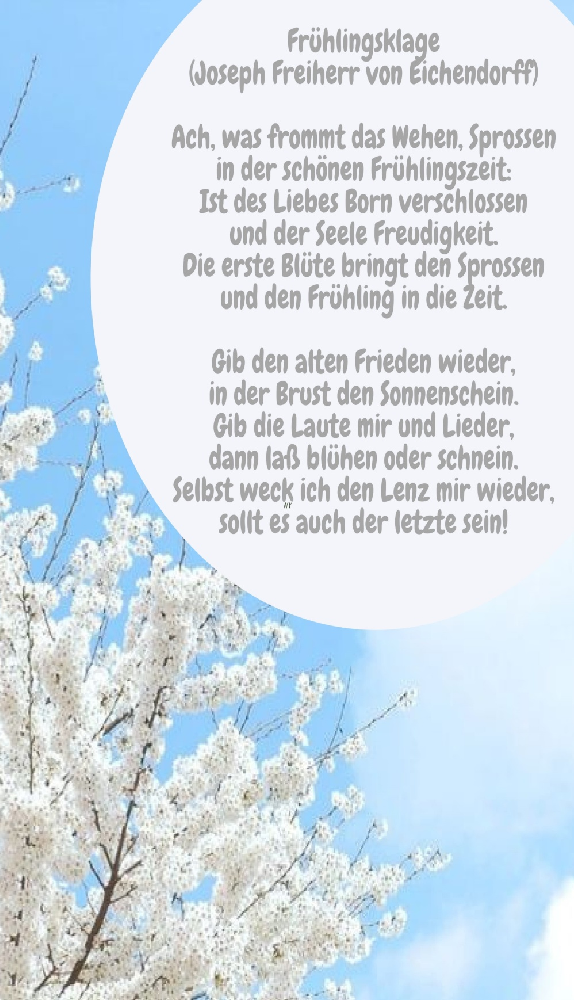 Frühlingsklage
(Joseph Freiherr von Eichendorff)
Ach, was frommt das Wehen, Sprossen
in der schönen Frühlingszeit:
Ist des Liebes Born verschlossen
und der Seele Freudigkeit.
Die erste Blüte bringt den Sprossen
und den Frühling in die Zeit.
Gib den alten Frieden wieder,
in der Brust den Sonnenschein.
Gib die Laute mir und Lieder,
dann laß blühen oder schnein.
Selbst weck ich den Lenz mir wieder,
NY
sollt es auch der letzte sein!